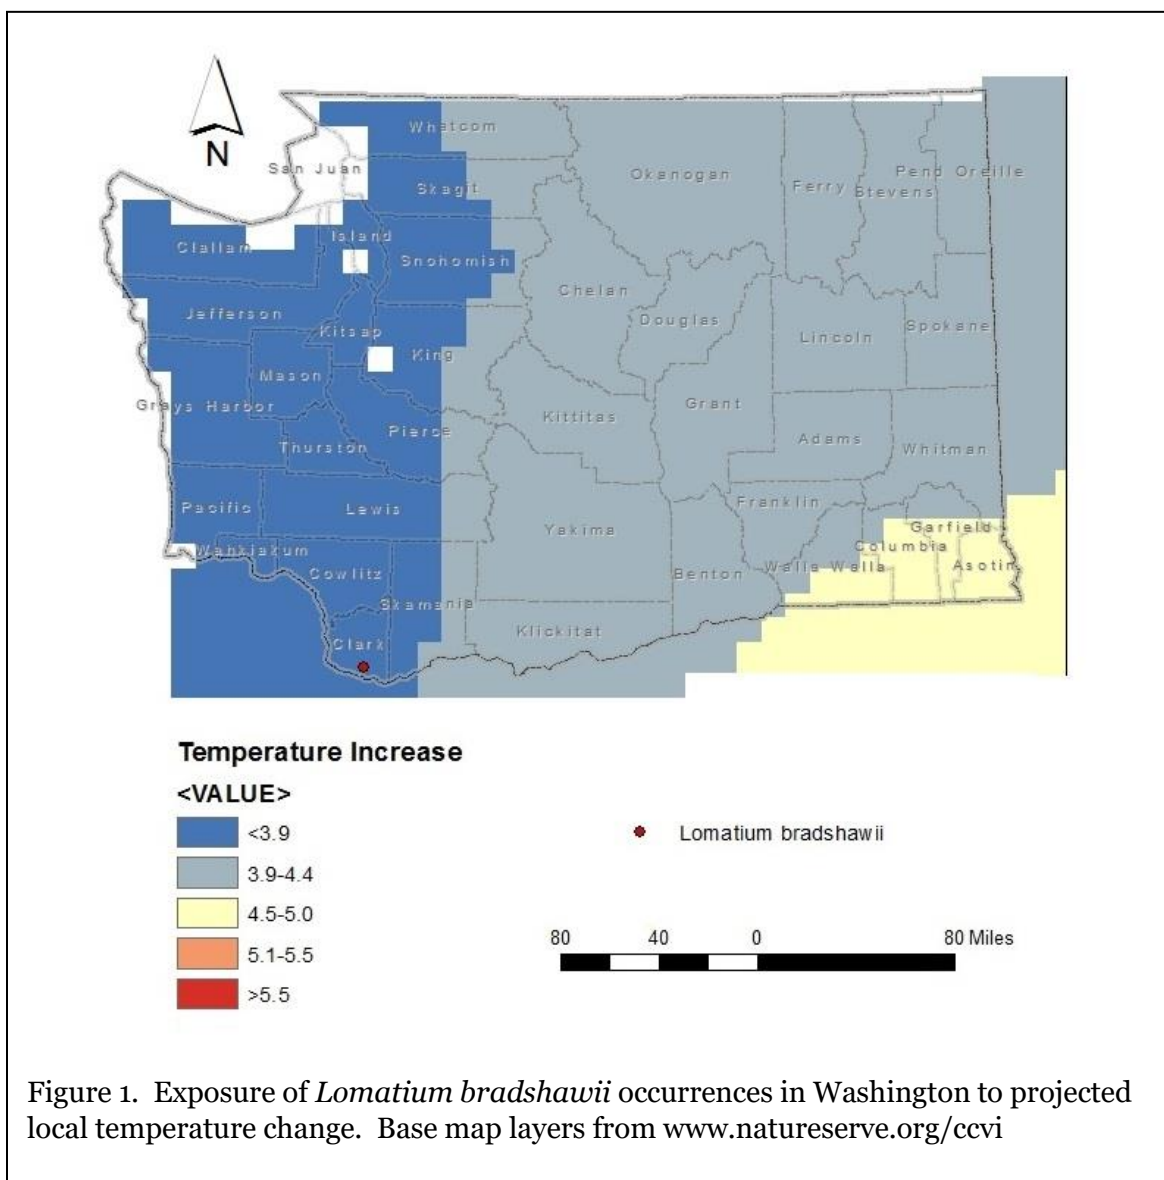 N
San Juan
Whatcom
Skagit
Okanogan
Ferry
Stevens
Pend Oreille
Clallam
Island
Snohomish
Chelan
Jefferson
Kitsap
King
Douglas
Lincoln
Spokane
Mason
Grays Harbor
Kittitas
Grant
Pierce
Adams
Whitman
Thurston
Pacific
Lewis
Yakima
Franklin
Garfield
Wahkiakum
Columbia
Cowlitz
Skamania
Benton
Walla Walla
Asotin
Klickitat
Clark
Temperature Increase
<VALUE>
<3.9
3.9-4.4
4.5-5.0
5.1-5.5
>5.5
Lomatium bradshawii
80 40 0 80 Miles
Figure 1. Exposure of Lomatium bradshawii occurrences in Washington to projected
local temperature change. Base map layers from www.natureserve.org/ccvi